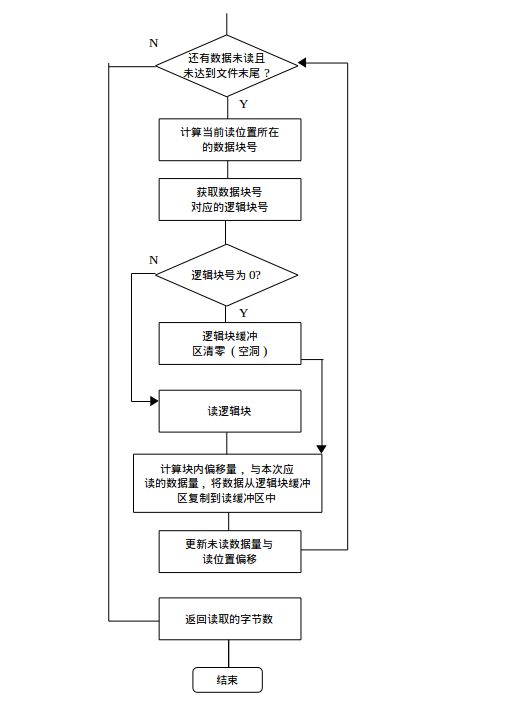 N
还有数据未读且
未达到文件末尾?
Y
计算当前读位置所在
的数据块号
获取数据块号
对应的逻辑块号
N
逻辑块号为0?
Y
逻辑块缓冲
区清零(空洞)
读逻辑块
计算块内偏移量,与本次应
读的数据量,将数据从逻辑块缓冲
区复制到读缓冲区中
更新未读数据量与
读位置偏移
返回读取的字节数
结束